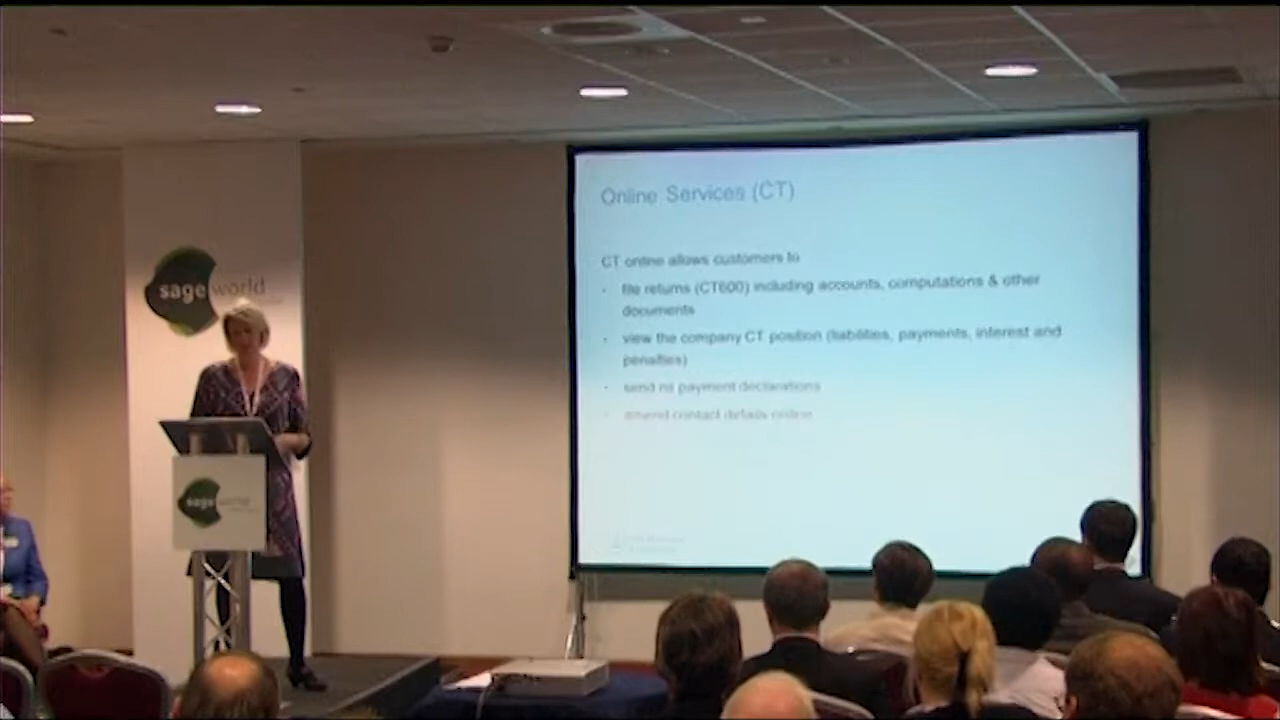 Online Services (CT)
CT online allows customers to
· file returns (CT600) including accounts, computations & other
documents
· view the company CT position (liabilities, payments, interest and
penalties)
· send us payment declarations
· amend contact details online
sage world
sage world